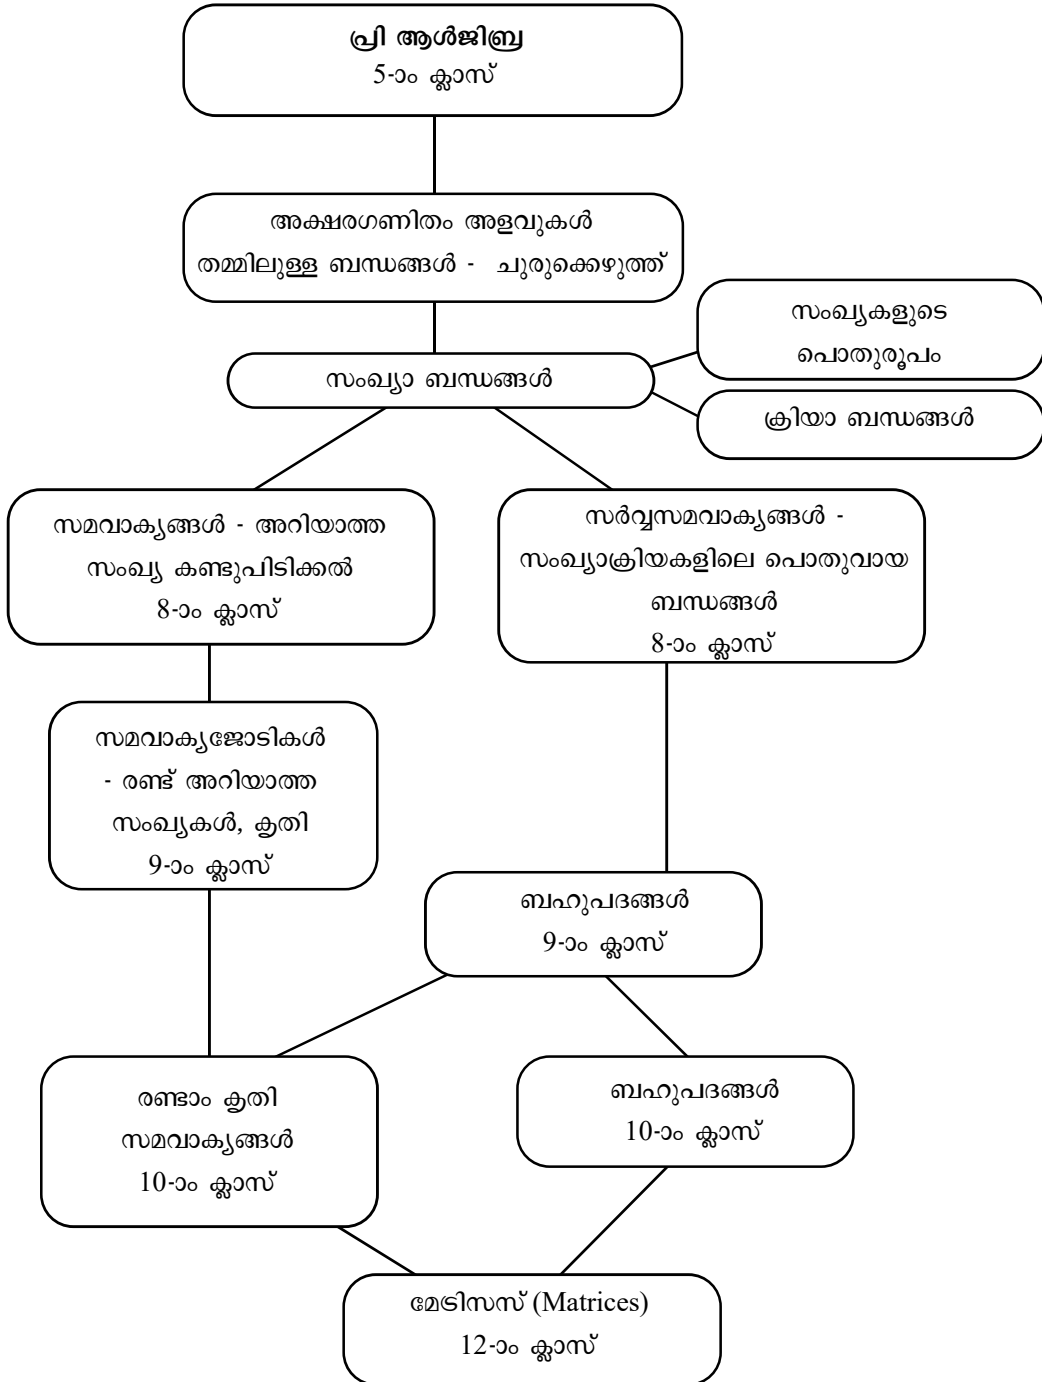 പ്രി ആൾജിബ്ര
5-ാം ക്ലാസ്
അക്ഷരഗണിതം അളവുകൾ
തമ്മിലുള്ള ബന്ധങ്ങൾ - ചുരുക്കെഴുത്ത്
സംഖ്യകളുടെ
പൊതുരൂപം
സംഖ്യാ ബന്ധങ്ങൾ
ക്രിയാ ബന്ധങ്ങൾ
സമവാക്യങ്ങൾ - അറിയാത്ത
സംഖ്യ കണ്ടുപിടിക്കൽ
8-ാം ക്ലാസ്
സർവ്വസമവാക്യങ്ങൾ -
സംഖ്യാക്രിയകളിലെ പൊതുവായ
ബന്ധങ്ങൾ
8-ാം ക്ലാസ്
സമവാക്യജോടികൾ
- രണ്ട് അറിയാത്ത
സംഖ്യകൾ, കൃതി
9-ാം ക്ലാസ്
ബഹുപദങ്ങൾ
9-ാം ക്ലാസ്
രണ്ടാം കൃതി
സമവാക്യങ്ങൾ
10-ാം ക്ലാസ്
ബഹുപദങ്ങൾ
10-ാം ക്ലാസ്
മേട്രിസസ് (Matrices)
12-ാം ക്ലാസ്